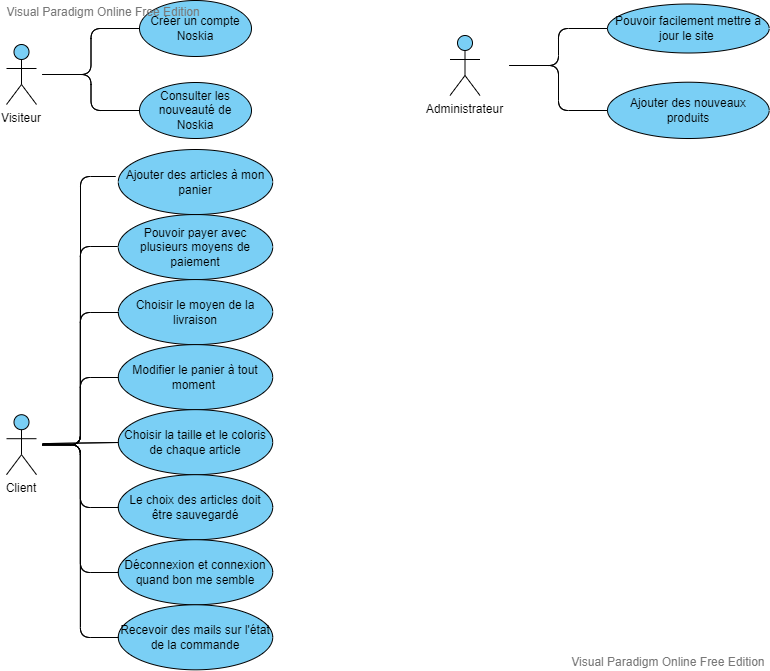 Visual Paradigm Online Free Edition
Créer un compte
Noskia
Visiteur
Consulter les
nouveauté de
Noskia
Pouvoir facilement mettre à
jour le site
Administrateur
Ajouter des nouveaux
produits
Ajouter des articles à mon
panier
Pouvoir payer avec
plusieurs moyens de
paiement
Choisir le moyen de la
livraison
Modifier le panier à tout
moment
Choisir la taille et le coloris
de chaque article
Client
Le choix des articles doit
être sauvegardé
Déconnexion et connexion
quand bon me semble
Recevoir des mails sur l'état
de la commande
Visual Paradigm Online Free Edition